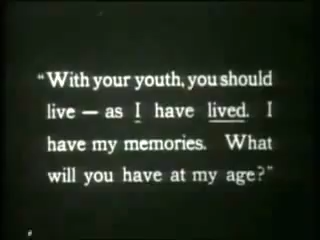 "With your youth, you should
live — as I have lived. I
have my memories. What
will you have at my age?"